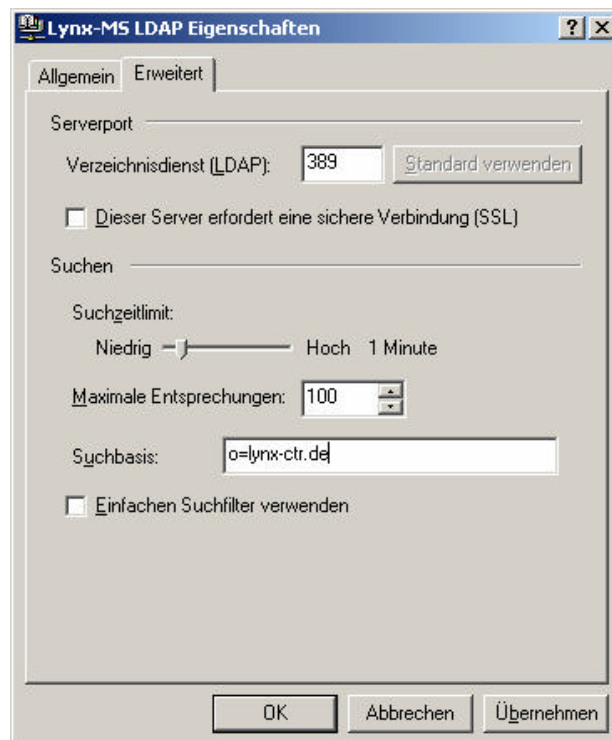 Lynx-MS LDAP Eigenschaften
Allgemein Erweitert
Serverport
Verzeichnisdienst (LDAP): 389 Standard verwenden
Dieser Server erfordert eine sichere Verbindung (SSL)
Suchen
Suchzeitlimit:
Niedrig Hoch 1 Minute
Maximale Entsprechungen: 100
Suchbasis: o=lynx-ctr.de
Einfachen Suchfilter verwenden
OK Abbrechen Übernehmen